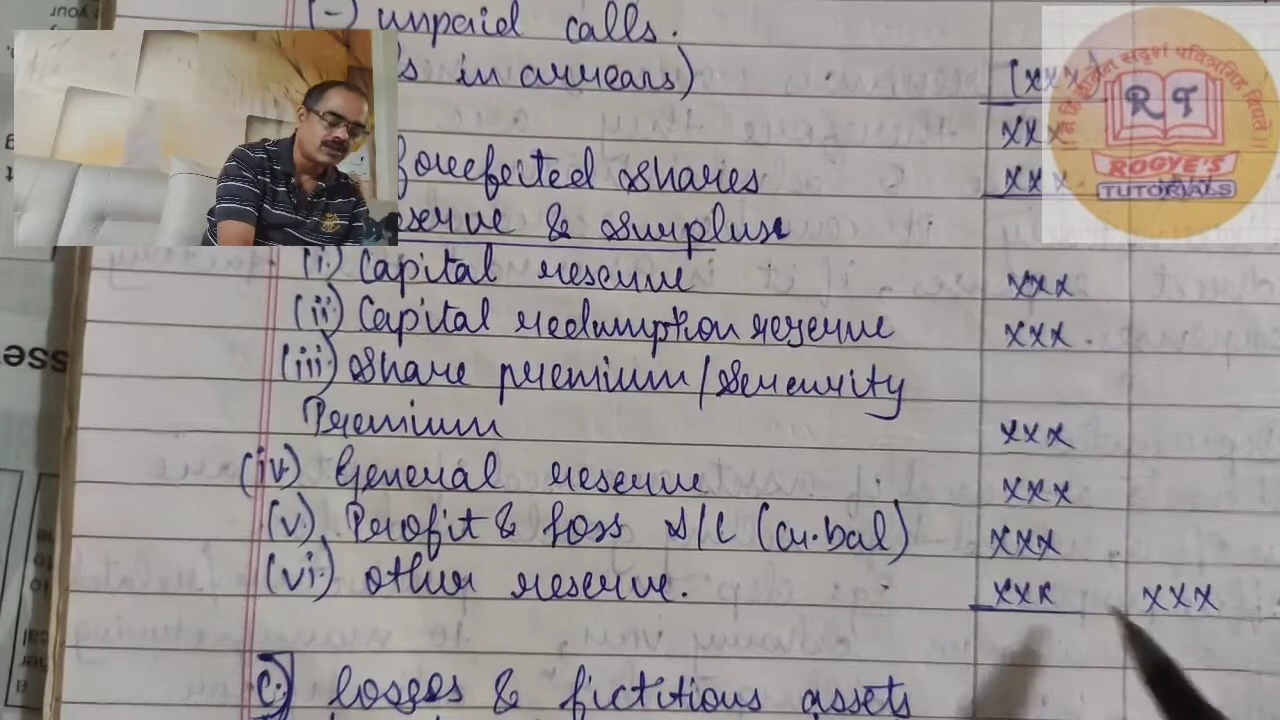 (-) unpaid calls.
's in arrears) (xxx)
xxx
forefeited shares xxx
serve & surplus
(i.) Capital reserve xxx
(ii) Capital redumption reserve xxx.
(iii.) Share premium/Security
Premium xxx
(iv.) General reserve xxx
(v.) Profit & Loss A/C (cr.bal) xxx
(vi.) other reserve. xxx xxx
C.) losses & fictitious assets
RT
ROGYE'S
TUTORIALS